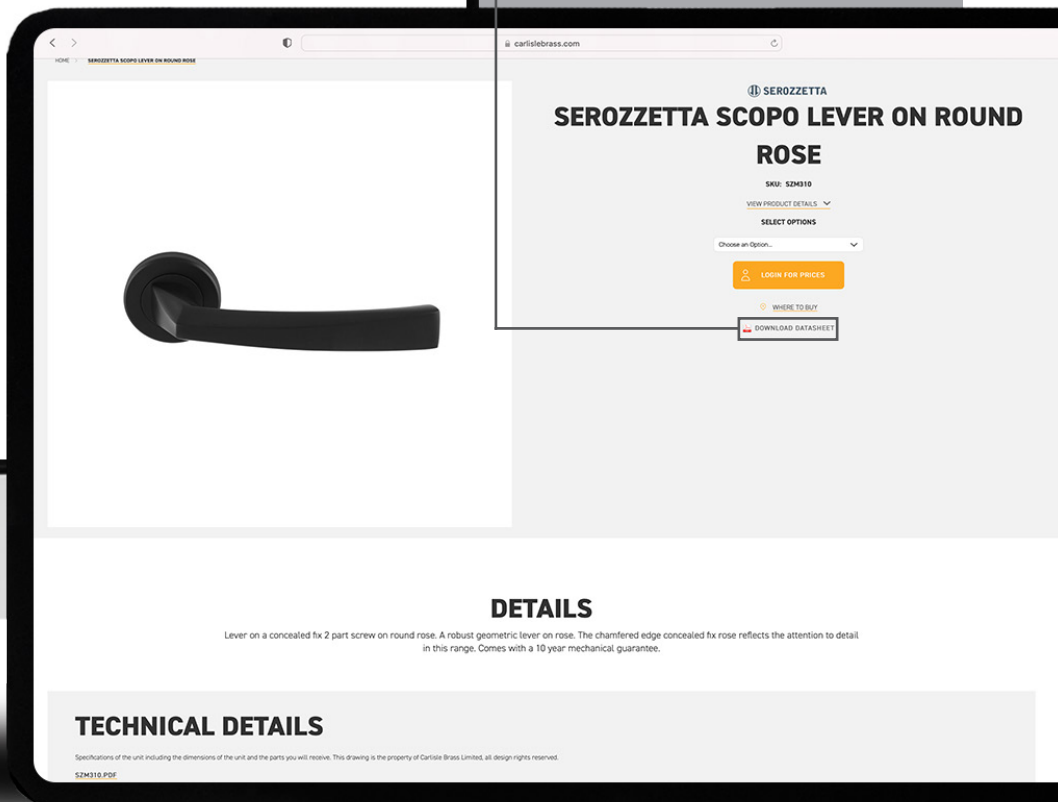 carlislebrass.com
HOME / SEROZZETTA SCOPO LEVER ON ROUND ROSE
SEROZZETTA
SEROZZETTA SCOPO LEVER ON ROUND
ROSE
SKU: SZM310
VIEW PRODUCT DETAILS
SELECT OPTIONS
Choose an Option...
LOGIN FOR PRICES
WHERE TO BUY
DOWNLOAD DATASHEET
DETAILS
Lever on a concealed fix 2 part screw on round rose. A robust geometric lever on rose. The chamfered edge concealed fix rose reflects the attention to detail
in this range. Comes with a 10 year mechanical guarantee.
TECHNICAL DETAILS
Specifications of the unit including the dimensions of the unit and the parts you will receive. This drawing is the property of Carlisle Brass Limited, all design rights reserved.
SZM310.PDF